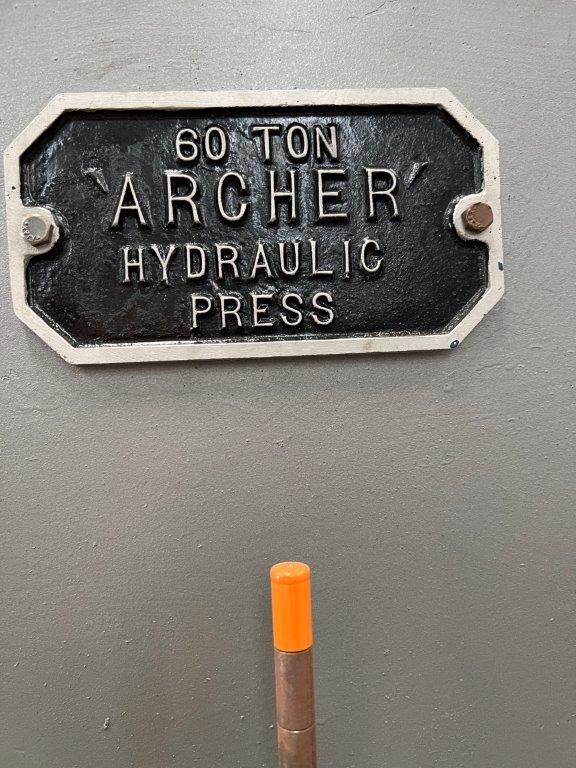 60 TON
'ARCHER'
HYDRAULIC
PRESS